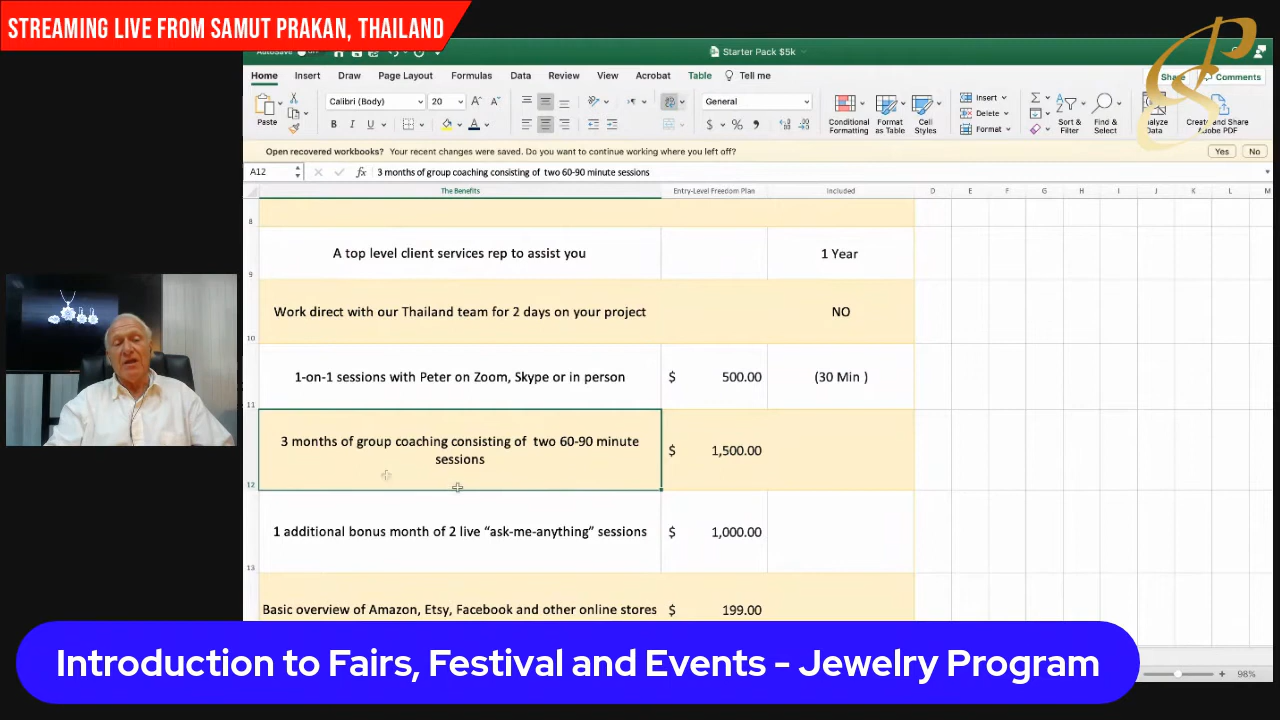 STREAMING LIVE FROM SAMUT PRAKAN, THAILAND
Starter Pack $5k
Home Insert Draw Page Layout Formulas Data Review View Acrobat Table Tell me
Share Comments
Calibri (Body) 20
General
Paste
Conditional Formatting
Format as Table
Cell Styles
Insert
Delete
Format
Sort & Filter
Find & Select
Create and Share Adobe PDF
Open recovered workbooks? Your recent changes were saved. Do you want to continue working where you left off? Yes No
A12 fx 3 months of group coaching consisting of two 60-90 minute sessions
The Benefits Entry-Level Freedom Plan Included D E F G H I J K L M
8
A top level client services rep to assist you 1 Year
9
Work direct with our Thailand team for 2 days on your project NO
10
1-on-1 sessions with Peter on Zoom, Skype or in person $ 500.00 (30 Min )
11
3 months of group coaching consisting of two 60-90 minute
sessions $ 1,500.00
12
1 additional bonus month of 2 live “ask-me-anything” sessions $ 1,000.00
13
Basic overview of Amazon, Etsy, Facebook and other online stores $ 199.00
Introduction to Fairs, Festival and Events - Jewelry Program
98%